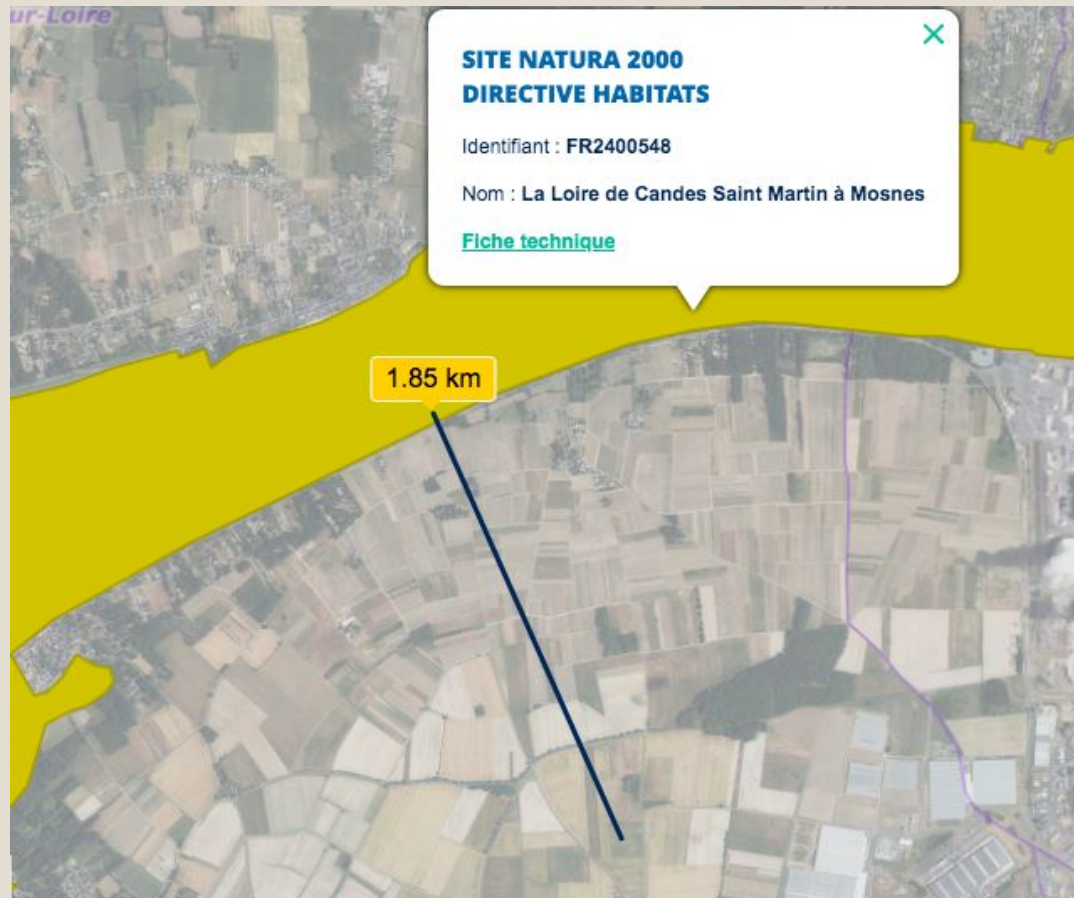 ur-Loire
SITE NATURA 2000
DIRECTIVE HABITATS
Identifiant : FR2400548
Nom : La Loire de Candes Saint Martin à Mosnes
Fiche technique
1.85 km